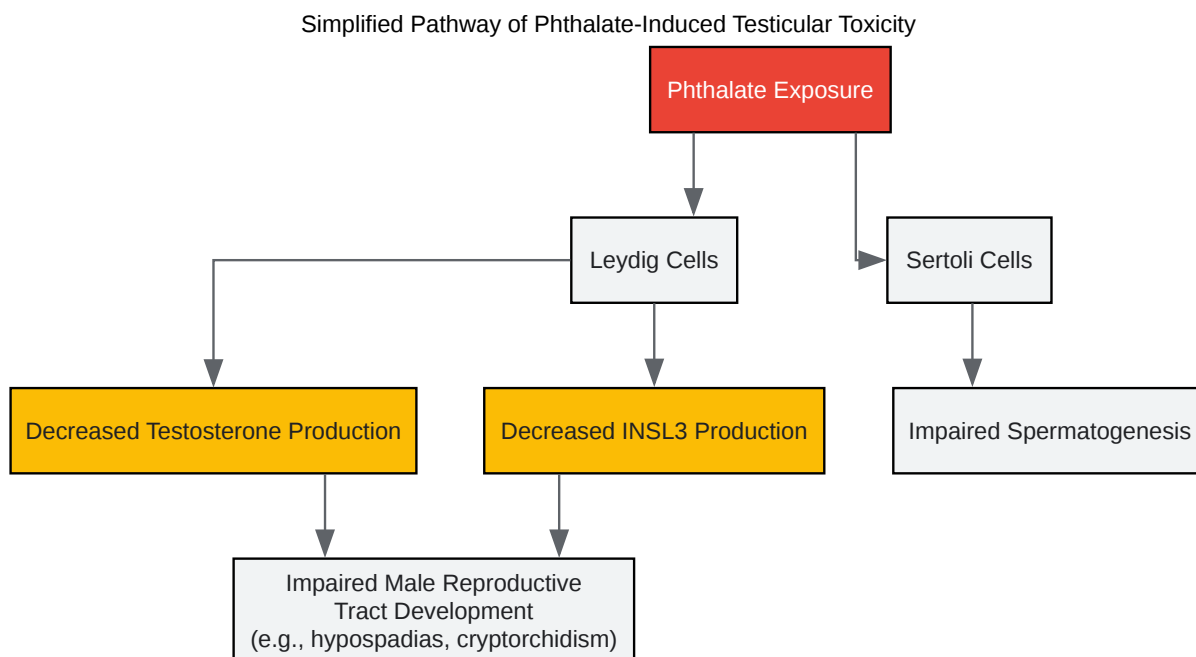 Simplified Pathway of Phthalate-Induced Testicular Toxicity
Phthalate Exposure
Leydig Cells
Sertoli Cells
Decreased Testosterone Production
Decreased INSL3 Production
Impaired Spermatogenesis
Impaired Male Reproductive
Tract Development
(e.g., hypospadias, cryptorchidism)